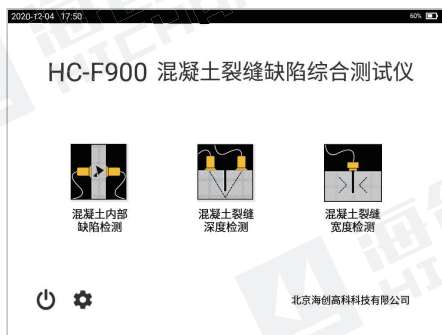 2020-12-04 17:50
60%
HC-F900 混凝土裂缝缺陷综合测试仪
混凝土内部
缺陷检测
混凝土裂缝
深度检测
混凝土裂缝
宽度检测
北京海创高科科技有限公司